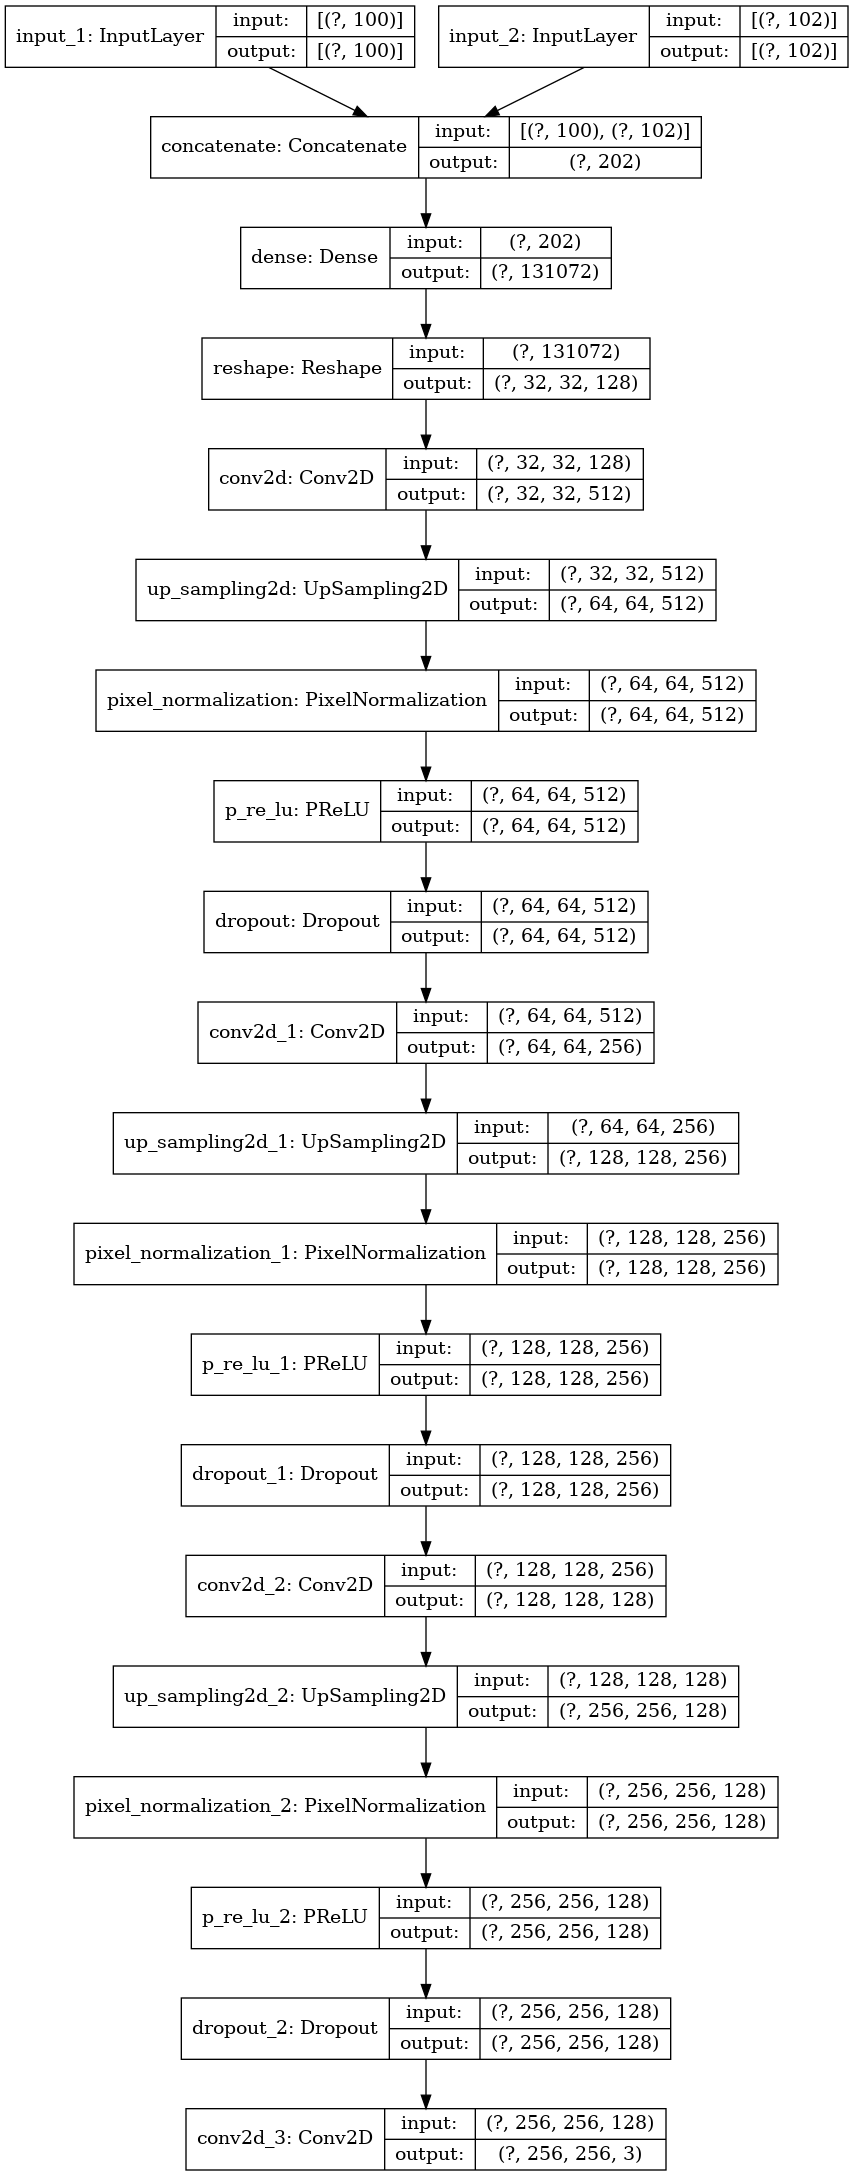 input_1: InputLayer
input: [(?, 100)]
output: [(?, 100)]
input_2: InputLayer
input: [(?, 102)]
output: [(?, 102)]
concatenate: Concatenate
input: [(?, 100), (?, 102)]
output: (?, 202)
dense: Dense
input: (?, 202)
output: (?, 131072)
reshape: Reshape
input: (?, 131072)
output: (?, 32, 32, 128)
conv2d: Conv2D
input: (?, 32, 32, 128)
output: (?, 32, 32, 512)
up_sampling2d: UpSampling2D
input: (?, 32, 32, 512)
output: (?, 64, 64, 512)
pixel_normalization: PixelNormalization
input: (?, 64, 64, 512)
output: (?, 64, 64, 512)
p_re_lu: PReLU
input: (?, 64, 64, 512)
output: (?, 64, 64, 512)
dropout: Dropout
input: (?, 64, 64, 512)
output: (?, 64, 64, 512)
conv2d_1: Conv2D
input: (?, 64, 64, 512)
output: (?, 64, 64, 256)
up_sampling2d_1: UpSampling2D
input: (?, 64, 64, 256)
output: (?, 128, 128, 256)
pixel_normalization_1: PixelNormalization
input: (?, 128, 128, 256)
output: (?, 128, 128, 256)
p_re_lu_1: PReLU
input: (?, 128, 128, 256)
output: (?, 128, 128, 256)
dropout_1: Dropout
input: (?, 128, 128, 256)
output: (?, 128, 128, 256)
conv2d_2: Conv2D
input: (?, 128, 128, 256)
output: (?, 128, 128, 128)
up_sampling2d_2: UpSampling2D
input: (?, 128, 128, 128)
output: (?, 256, 256, 128)
pixel_normalization_2: PixelNormalization
input: (?, 256, 256, 128)
output: (?, 256, 256, 128)
p_re_lu_2: PReLU
input: (?, 256, 256, 128)
output: (?, 256, 256, 128)
dropout_2: Dropout
input: (?, 256, 256, 128)
output: (?, 256, 256, 128)
conv2d_3: Conv2D
input: (?, 256, 256, 128)
output: (?, 256, 256, 3)